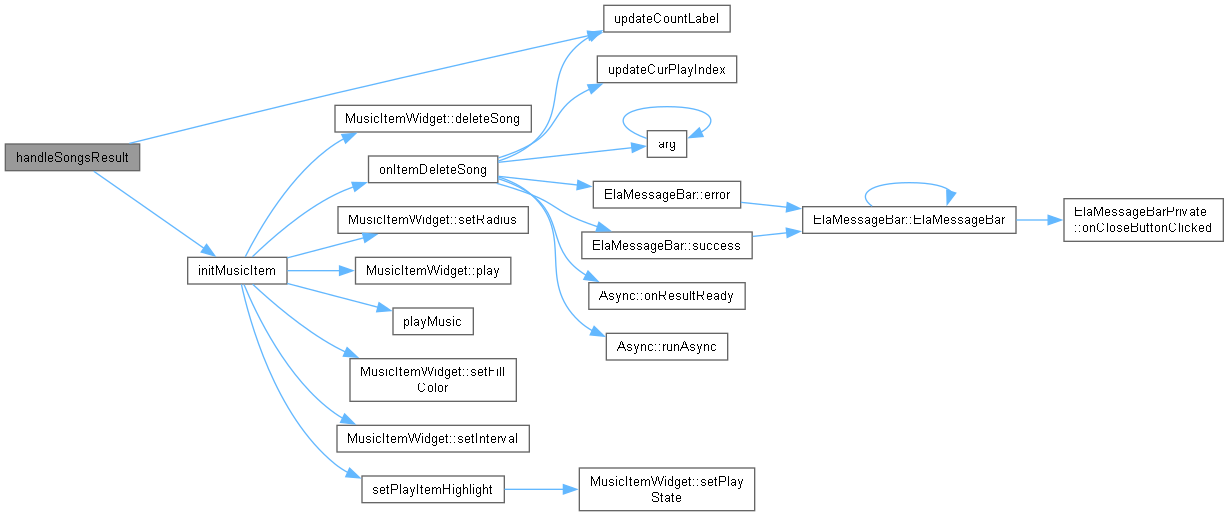 updateCountLabel
updateCurPlayIndex
MusicItemWidget::deleteSong
arg
handleSongsResult
onItemDeleteSong
ElaMessageBar::error
MusicItemWidget::setRadius
ElaMessageBar::ElaMessageBar
ElaMessageBarPrivate
::onCloseButtonClicked
ElaMessageBar::success
initMusicItem
MusicItemWidget::play
Async::onResultReady
playMusic
Async::runAsync
MusicItemWidget::setFill
Color
MusicItemWidget::setInterval
setPlayItemHighlight
MusicItemWidget::setPlay
State